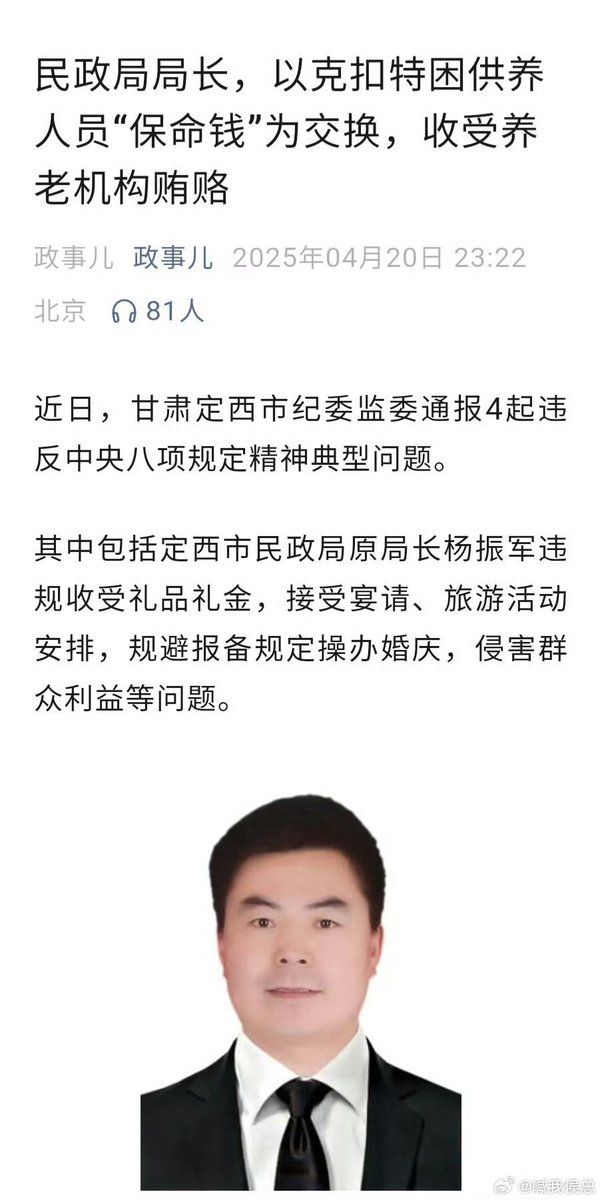 民政局局长，以克扣特困供养
人员“保命钱”为交换，收受养
老机构贿赂
政事儿 政事儿 2025年04月20日 23:22
北京 81人
近日，甘肃定西市纪委监委通报4起违
反中央八项规定精神典型问题。
其中包括定西市民政局原局长杨振军违
规收受礼品礼金，接受宴请、旅游活动
安排，规避报备规定操办婚庆，侵害群
众利益等问题。
@喊我侯总